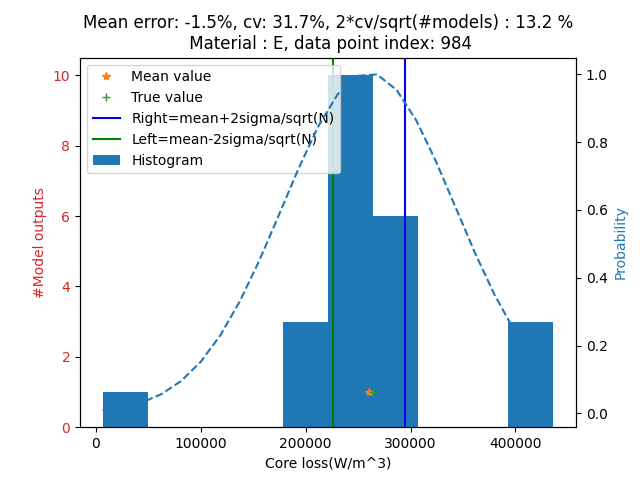 Mean error: -1.5%, cv: 31.7%, 2*cv/sqrt(#models) : 13.2 %
Material : E, data point index: 984
Mean value
True value
Right=mean+2sigma/sqrt(N)
Left=mean-2sigma/sqrt(N)
Histogram
#Model outputs
10
8
6
4
2
0
1.0
0.8
0.6
0.4
0.2
0.0
Probability
0 100000 200000 300000 400000
Core loss(W/m^3)